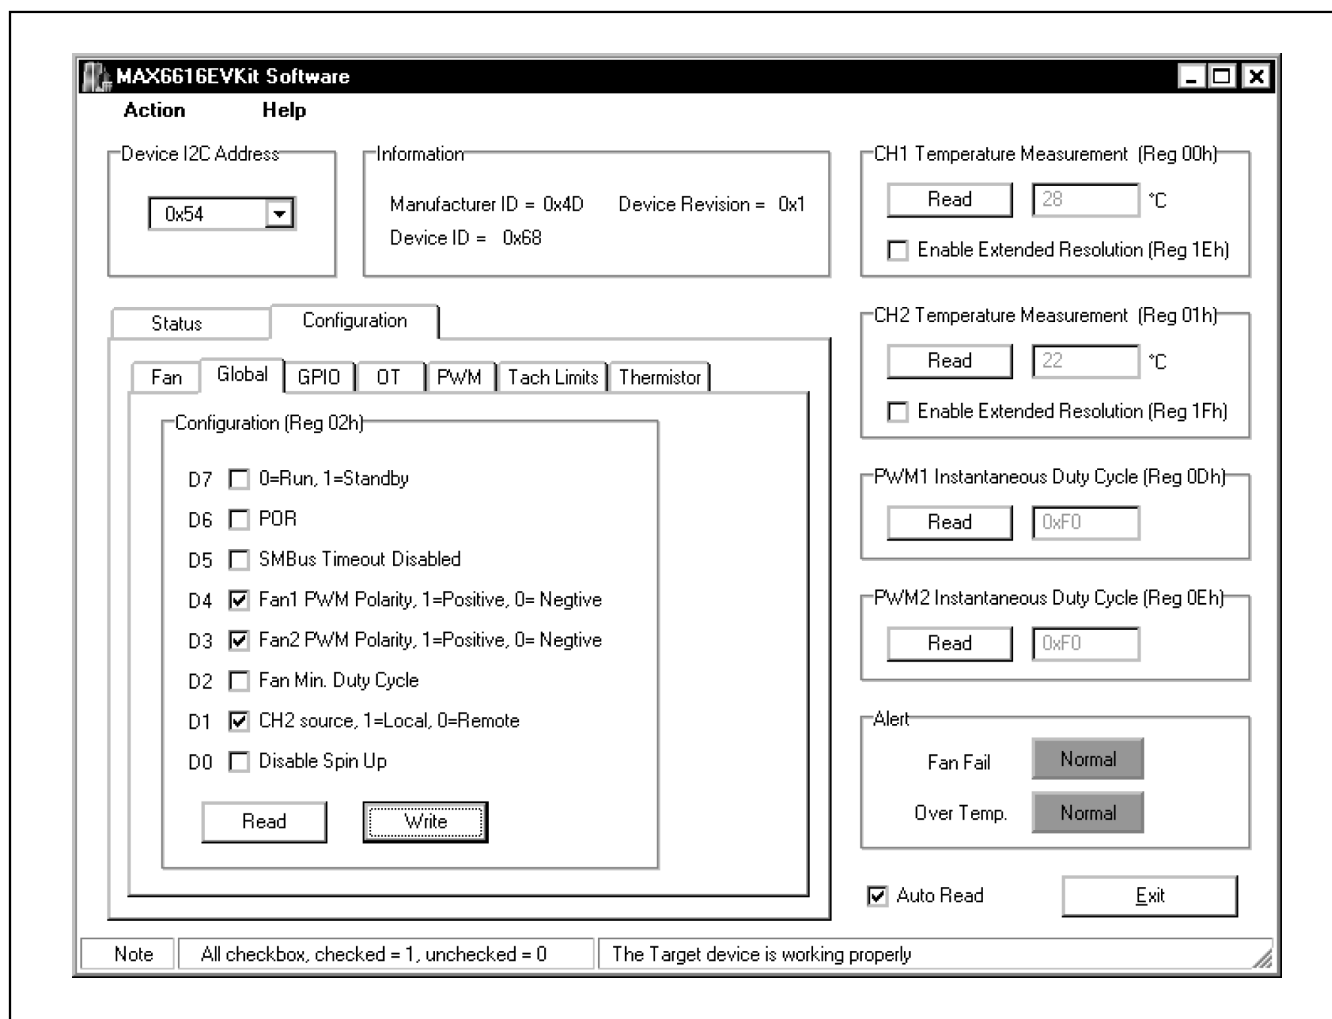 MAX6616EVKit Software
Action Help
Device I2C Address
0x54
Information
Manufacturer ID = 0x4D Device Revision = 0x1
Device ID = 0x68
CH1 Temperature Measurement (Reg 00h)
Read 28 °C
Enable Extended Resolution (Reg 1Eh)
Status Configuration
Fan Global GPIO OT PWM Tach Limits Thermistor
Configuration (Reg 02h)
D7 0=Run, 1=Standby
D6 POR
D5 SMBus Timeout Disabled
D4 Fan1 PWM Polarity, 1=Positive, 0= Negtive
D3 Fan2 PWM Polarity, 1=Positive, 0= Negtive
D2 Fan Min. Duty Cycle
D1 CH2 source, 1=Local, 0=Remote
D0 Disable Spin Up
Read Write
CH2 Temperature Measurement (Reg 01h)
Read 22 °C
Enable Extended Resolution (Reg 1Fh)
PWM1 Instantaneous Duty Cycle (Reg 0Dh)
Read 0xF0
PWM2 Instantaneous Duty Cycle (Reg 0Eh)
Read 0xF0
Alert
Fan Fail Normal
Over Temp. Normal
Auto Read Exit
Note All checkbox, checked = 1, unchecked = 0 The Target device is working properly